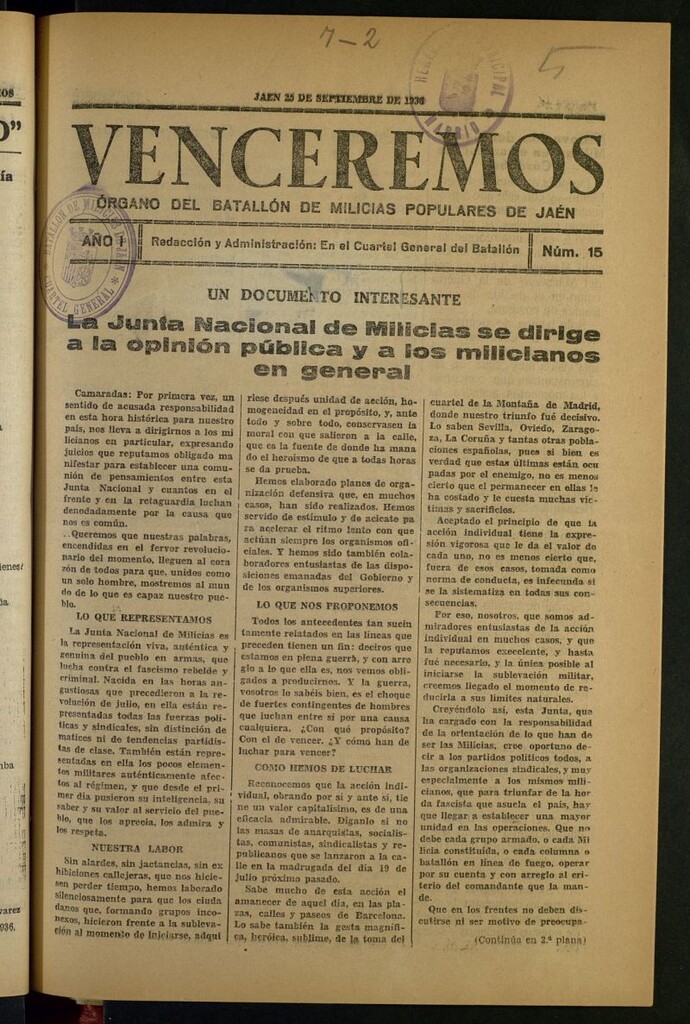 7-2
5
JAEN 25 DE SEPTIEMBRE DE 1936
VENCEREMOS
ÓRGANO DEL BATALLÓN DE MILICIAS POPULARES DE JAÉN
AÑO I
Redacción y Administración: En el Cuartel General del Batallón
Núm. 15
BATALLON DE MILICIAS JAEN
CUARTEL GENERAL
UN DOCUMENTO INTERESANTE
La Junta Nacional de Milicias se dirige
a la opinión pública y a los milicianos
en general
Camaradas: Por primera vez, un
sentido de acusada responsabilidad
en esta hora histórica para nuestro
país, nos lleva a dirigirnos a los mi
licianos en particular, expresando
juicios que reputamos obligado ma
nifestar para establecer una comu-
nión de pensamientos entre esta
Junta Nacional y cuantos en el
frente y en la retaguardia luchan
denodadamente por la causa que
nos es común.
..Queremos que nuestras palabras,
encendidas en el fervor revolucio-
nario del momento, lleguen al cora
zón de todos para que, unidos como
un solo hombre, mostremos al mun
do de lo que es capaz nuestro pue-
blo.
LO QUE REPRESENTAMOS
La Junta Nacional de Milicias es
la representación viva, auténtica y
genuina del pueblo en armas, que
lucha contra el fascismo rebelde y
criminal. Nacida en las horas an-
gustiosas que precedieron a la re-
volución de julio, en ella están re-
presentadas todas las fuerzas polí-
ticas y sindicales, sin distinción de
matices ni de tendencias partidis-
tas de clase. También están repre-
sentadas en ella los pocos elemen-
tos militares auténticamente afec-
tos al régimen, y que desde el pri-
mer día pusieron su inteligencia, su
saber y su valor al servicio del pue-
blo, que los aprecia, los admira y
los respeta.
NUESTRA LABOR
Sin alardes, sin jactancias, sin ex
hibiciones callejeras, que nos hicie-
sen perder tiempo, hemos laborado
silenciosamente para que los ciuda
danos que, formando grupos inco-
nexos, hicieron frente a la subleva-
ción al momento de iniciarse, adqui
riese después unidad de acción, ho-
mogeneidad en el propósito, y, ante
todo y sobre todo, conservasen la
moral con que salieron a la calle,
que es la fuente de donde ha mana
do el heroismo de que a todas horas
se da prueba.
Hemos elaborado planes de or-
ganización defensiva que, en muchos
casos, han sido realizados. Hemos
servido de estímulo y de acicate pa
ra acelerar el ritmo lento con que
actúan siempre los organismos ofi-
ciales. Y hemos sido también cola-
boradores entusiastas de las dispo-
siciones emanadas del Gobierno y
de los organismos superiores.
LO QUE NOS PROPONEMOS
Todos los antecedentes tan sucin
tamente relatados en las líneas que
preceden tienen un fin: deciros que
estamos en plena guerra, y con arre
glo a lo que ella es, nos vemos obli-
gados a producirnos. Y la guerra,
vosotros lo sabéis bien, es el choque
de fuertes contingentes de hombres
que luchan entre sí por una causa
cualquiera. ¿Con qué propósito?
Con el de vencer. ¿Y cómo han de
luchar para vencer?
COMO HEMOS DE LUCHAR
Reconocemos que la acción indi-
vidual, obrando por sí y ante sí, tie
ne un valor capitalísimo, es de una
eficacia admirable. Díganlo si no
las masas de anarquistas, socialis-
tas, comunistas, sindicalistas y re-
publicanos que se lanzaron a la ca-
lle en la madrugada del día 19 de
julio próximo pasado.
Sabe mucho de esta acción el
amanecer de aquel día, en las pla-
zas, calles y paseos de Barcelona.
Lo sabe también la gesta magnífi-
ca, heróica, sublime, de la toma del
cuartel de la Montaña de Madrid,
donde nuestro triunfo fué decisivo.
Lo saben Sevilla, Oviedo, Zarago-
za, La Coruña y tantas otras pobla-
ciones españolas, pues si bien es
verdad que estas últimas están ocu
padas por el enemigo, no es menos
cierto que el permanecer en ellas le
ha costado y le cuesta muchas víc-
timas y sacrificios.
Aceptado el principio de que la
acción individual tiene la expre-
sión vigorosa que le da el valor de
cada uno, no es menos cierto que,
fuera de esos casos, tomada como
norma de conducta, es infecunda si
se la sistematiza en todas sus con-
secuencias.
Por eso, nosotros, que somos ad-
miradores entusiastas de la acción
individual en muchos casos, y que
la reputamos execelente, y hasta
fué necesario, y la única posible al
iniciarse la sublevación militar,
creemos llegado el momento de re-
ducirla a sus límites naturales.
Creyéndolo así, esta Junta, que
ha cargado con la responsabilidad
de la orientación de lo que han de
ser las Milicias, cree oportuno de-
cir a los partidos políticos todos, a
las organizaciones sindicales, y muy
especialmente a los mismos mili-
cianos, que para triunfar de la hor
da fascista que asuela el país, hay
que llegar a establecer una mayor
unidad en las operaciones. Que no
debe cada grupo armado, o cada Mi
licia constituída, o cada columna o
batallón en línea de fuego, operar
por su cuenta y con arreglo al cri-
terio del comandante que la man-
de.
Que en los frentes no deben dis-
cutirse ni ser motivo de preocupa-
(Continúa en 2.ª plana)